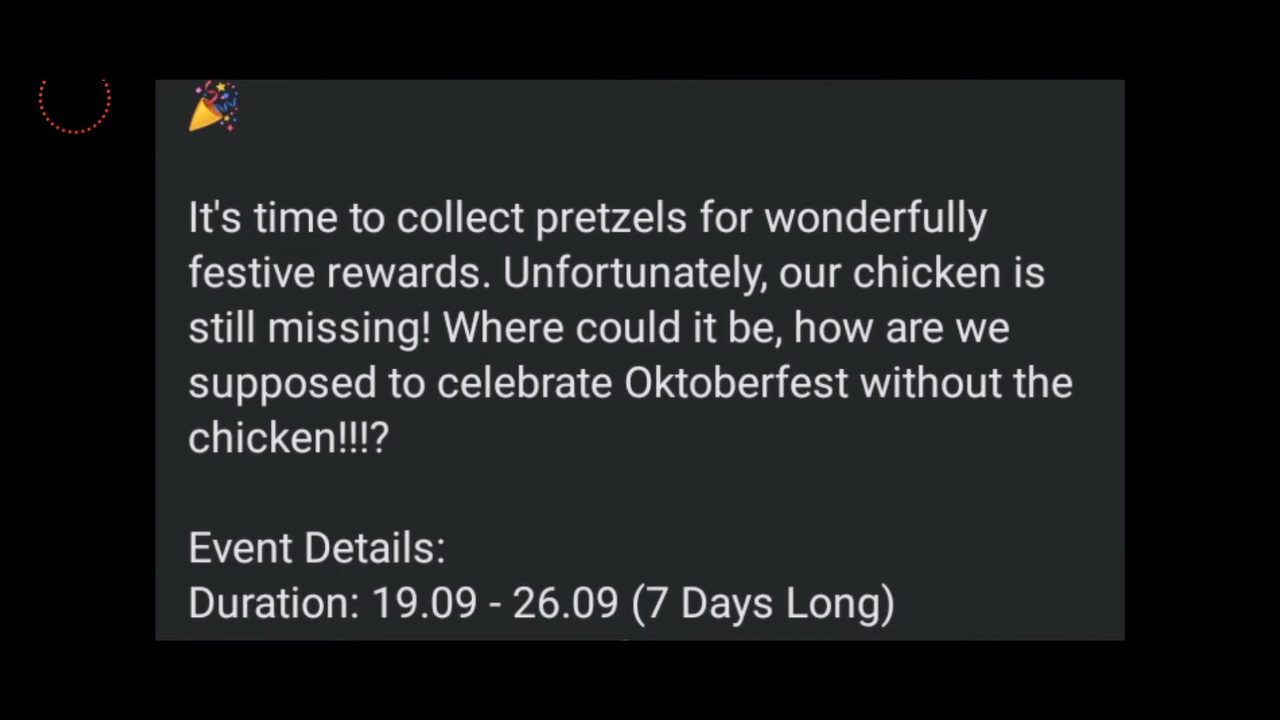 It's time to collect pretzels for wonderfully
festive rewards. Unfortunately, our chicken is
still missing! Where could it be, how are we
supposed to celebrate Oktoberfest without the
chicken!!!?
Event Details:
Duration: 19.09 - 26.09 (7 Days Long)